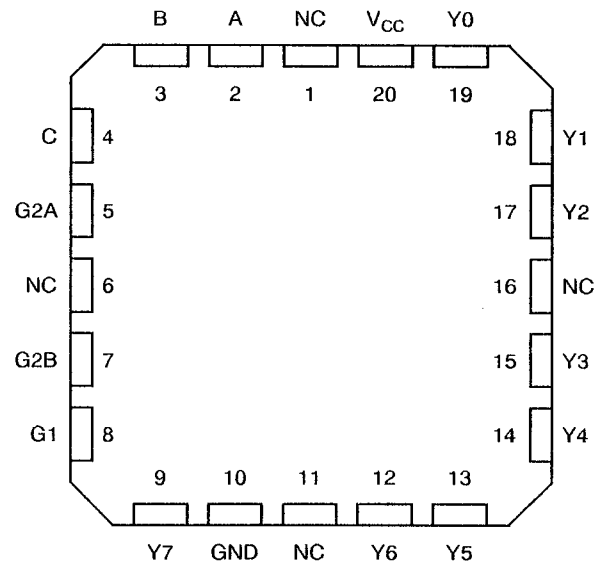 B A NC VCC Y0
3 2 1 20 19
C 4 18 Y1
G2A 5 17 Y2
NC 6 16 NC
G2B 7 15 Y3
G1 8 14 Y4
9 10 11 12 13
Y7 GND NC Y6 Y5